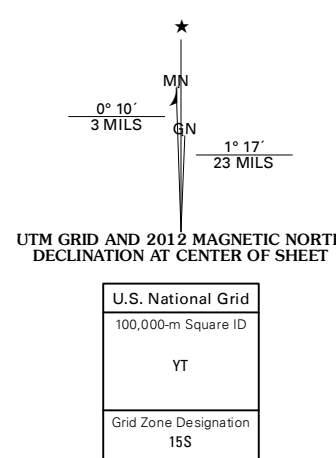 ★
MN
0° 10´
3 MILS
GN
1° 17´
23 MILS
UTM GRID AND 2012 MAGNETIC NORT
DECLINATION AT CENTER OF SHEET
U.S. National Grid
100,000-m Square ID
YT
Grid Zone Designation
15S